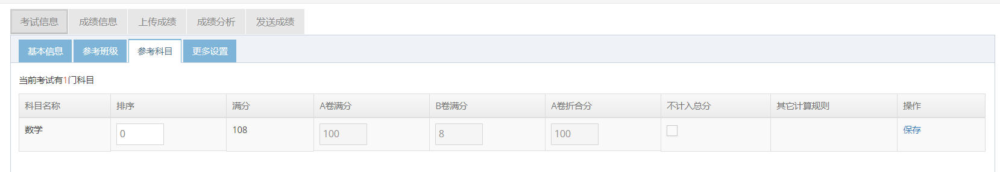 考试信息 成绩信息 上传成绩 成绩分析 发送成绩
基本信息 参考班级 参考科目 更多设置
当前考试有1门科目
科目名称 排序 满分 A卷满分 B卷满分 A卷折合分 不计入总分 其它计算规则 操作
数学 0 108 100 8 100 保存